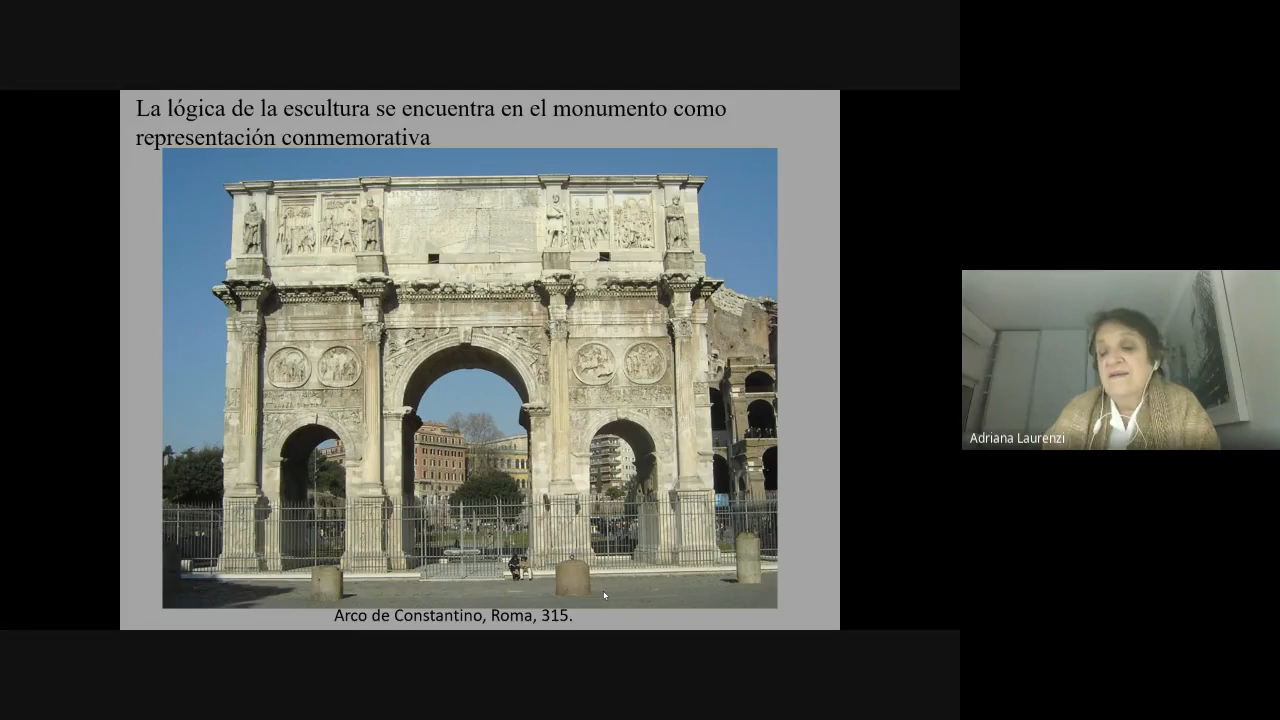 La lógica de la escultura se encuentra en el monumento como
representación conmemorativa
Arco de Constantino, Roma, 315.
Adriana Laurenzi